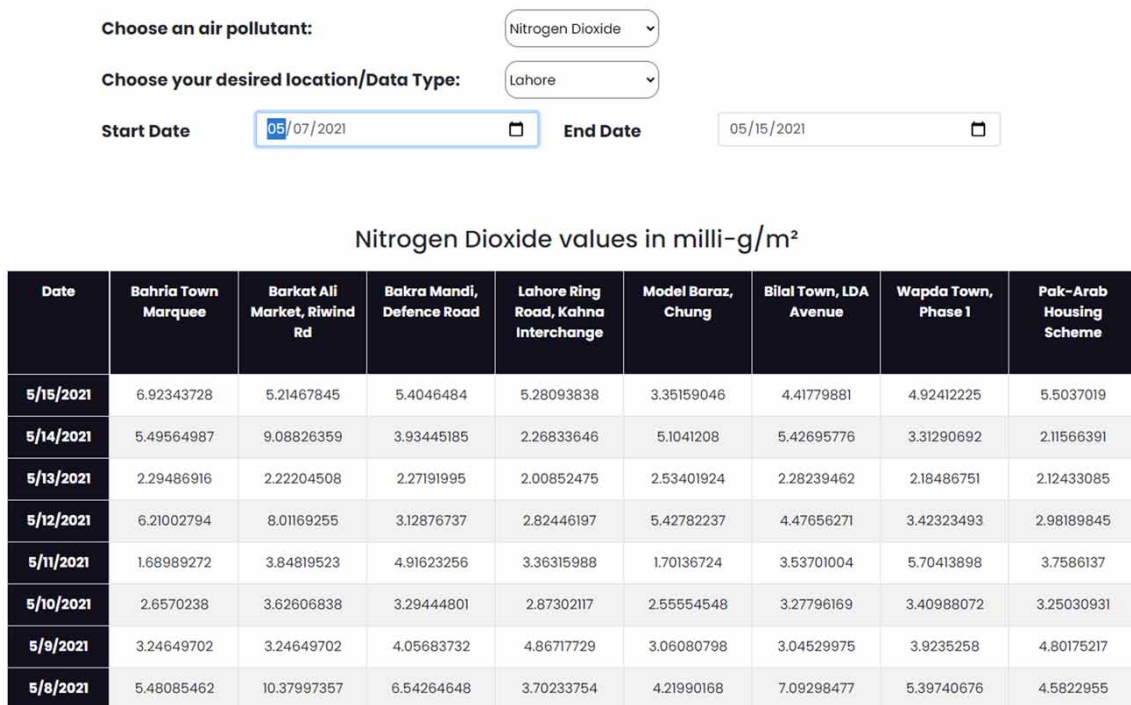 Choose an air pollutant: Nitrogen Dioxide
Choose your desired location/Data Type: Lahore
Start Date 05/07/2021 End Date 05/15/2021
Nitrogen Dioxide values in milli-g/m²
Date Bahria Town Marquee Barkat Ali Market, Riwind Rd Bakra Mandi, Defence Road Lahore Ring Road, Kahna Interchange Model Baraz, Chung Bilal Town, LDA Avenue Wapda Town, Phase 1 Pak-Arab Housing Scheme
5/15/2021 6.92343728 5.21467845 5.4046484 5.28093838 3.35159046 4.41779881 4.92412225 5.5037019
5/14/2021 5.49564987 9.08826359 3.93445185 2.26833646 5.1041208 5.42695776 3.31290692 2.11566391
5/13/2021 2.29486916 2.22204508 2.27191995 2.00852475 2.53401924 2.28239462 2.18486751 2.12433085
5/12/2021 6.21002794 8.01169255 3.12876737 2.82446197 5.42782237 4.47656271 3.42323493 2.98189845
5/11/2021 1.68989272 3.84819523 4.91623256 3.36315988 1.70136724 3.53701004 5.70413898 3.7586137
5/10/2021 2.6570238 3.62606838 3.29444801 2.87302117 2.55554548 3.27796169 3.40988072 3.25030931
5/9/2021 3.24649702 3.24649702 4.05683732 4.86717729 3.06080798 3.04529975 3.9235258 4.80175217
5/8/2021 5.48085462 10.37997357 6.54264648 3.70233754 4.21990168 7.09298477 5.39740676 4.5822955